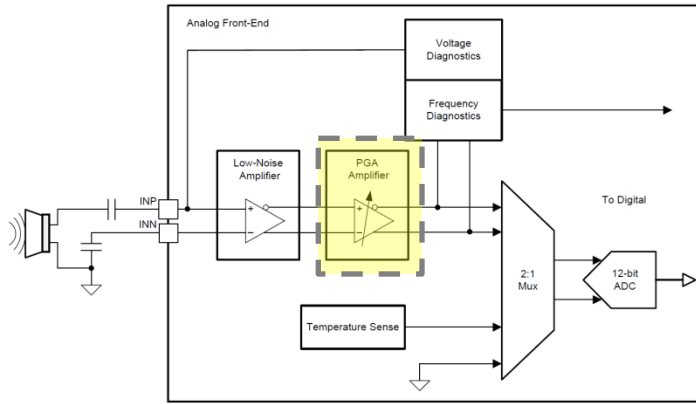 Analog Front-End
Voltage
Diagnostics
Frequency
Diagnostics
Low-Noise
Amplifier
PGA
Amplifier
INP
+
+
To Digital
INN
−
−
2:1
Mux
12-bit
ADC
Temperature Sense